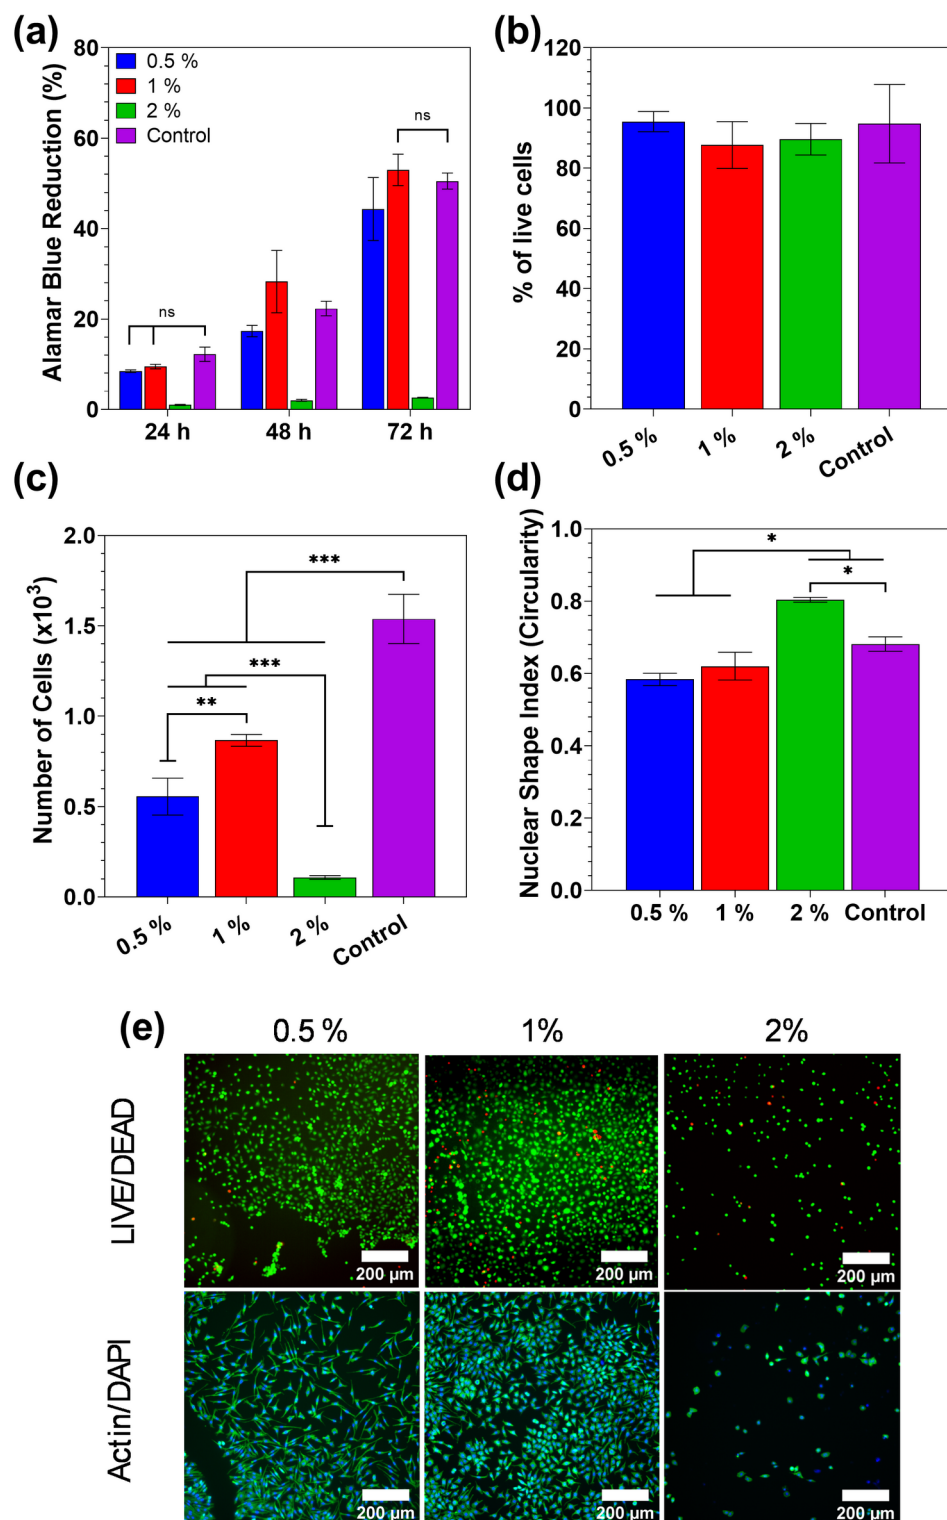 (a)
Alamar Blue Reduction (%)
80
60
40
20
0
0.5 %
1 %
2 %
Control
ns
ns
24 h 48 h 72 h
(b)
% of live cells
120
100
80
60
40
20
0
0.5 % 1 % 2 % Control
(c)
Number of Cells (x10³)
2.0
1.5
1.0
0.5
0.0
***
***
**
0.5 % 1 % 2 % Control
(d)
Nuclear Shape Index (Circularity)
1.0
0.8
0.6
0.4
0.2
0.0
*
*
0.5 % 1 % 2 % Control
(e)
0.5 % 1% 2%
LIVE/DEAD
200 µm 200 µm 200 µm
Actin/DAPI
200 µm 200 µm 200 µm